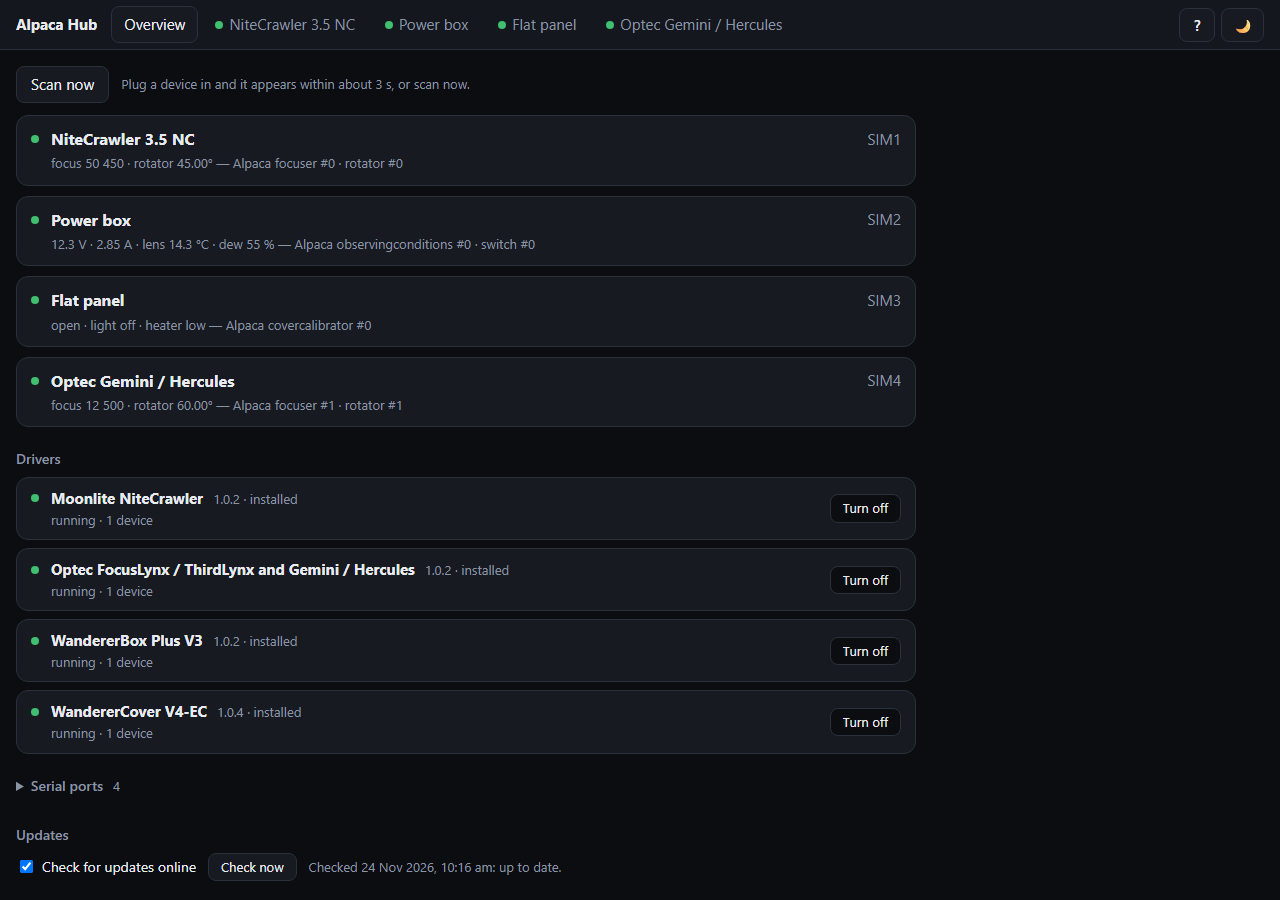 Alpaca Hub Overview NiteCrawler 3.5 NC Power box Flat panel Optec Gemini / Hercules ?
Scan now Plug a device in and it appears within about 3 s, or scan now.
NiteCrawler 3.5 NC SIM1
focus 50 450 · rotator 45.00° — Alpaca focuser #0 · rotator #0
Power box SIM2
12.3 V · 2.85 A · lens 14.3 °C · dew 55 % — Alpaca observingconditions #0 · switch #0
Flat panel SIM3
open · light off · heater low — Alpaca covercalibrator #0
Optec Gemini / Hercules SIM4
focus 12 500 · rotator 60.00° — Alpaca focuser #1 · rotator #1
Drivers
Moonlite NiteCrawler 1.0.2 · installed
running · 1 device Turn off
Optec FocusLynx / ThirdLynx and Gemini / Hercules 1.0.2 · installed
running · 1 device Turn off
WandererBox Plus V3 1.0.2 · installed
running · 1 device Turn off
WandererCover V4-EC 1.0.4 · installed
running · 1 device Turn off
Serial ports 4
Updates
Check for updates online Check now Checked 24 Nov 2026, 10:16 am: up to date.